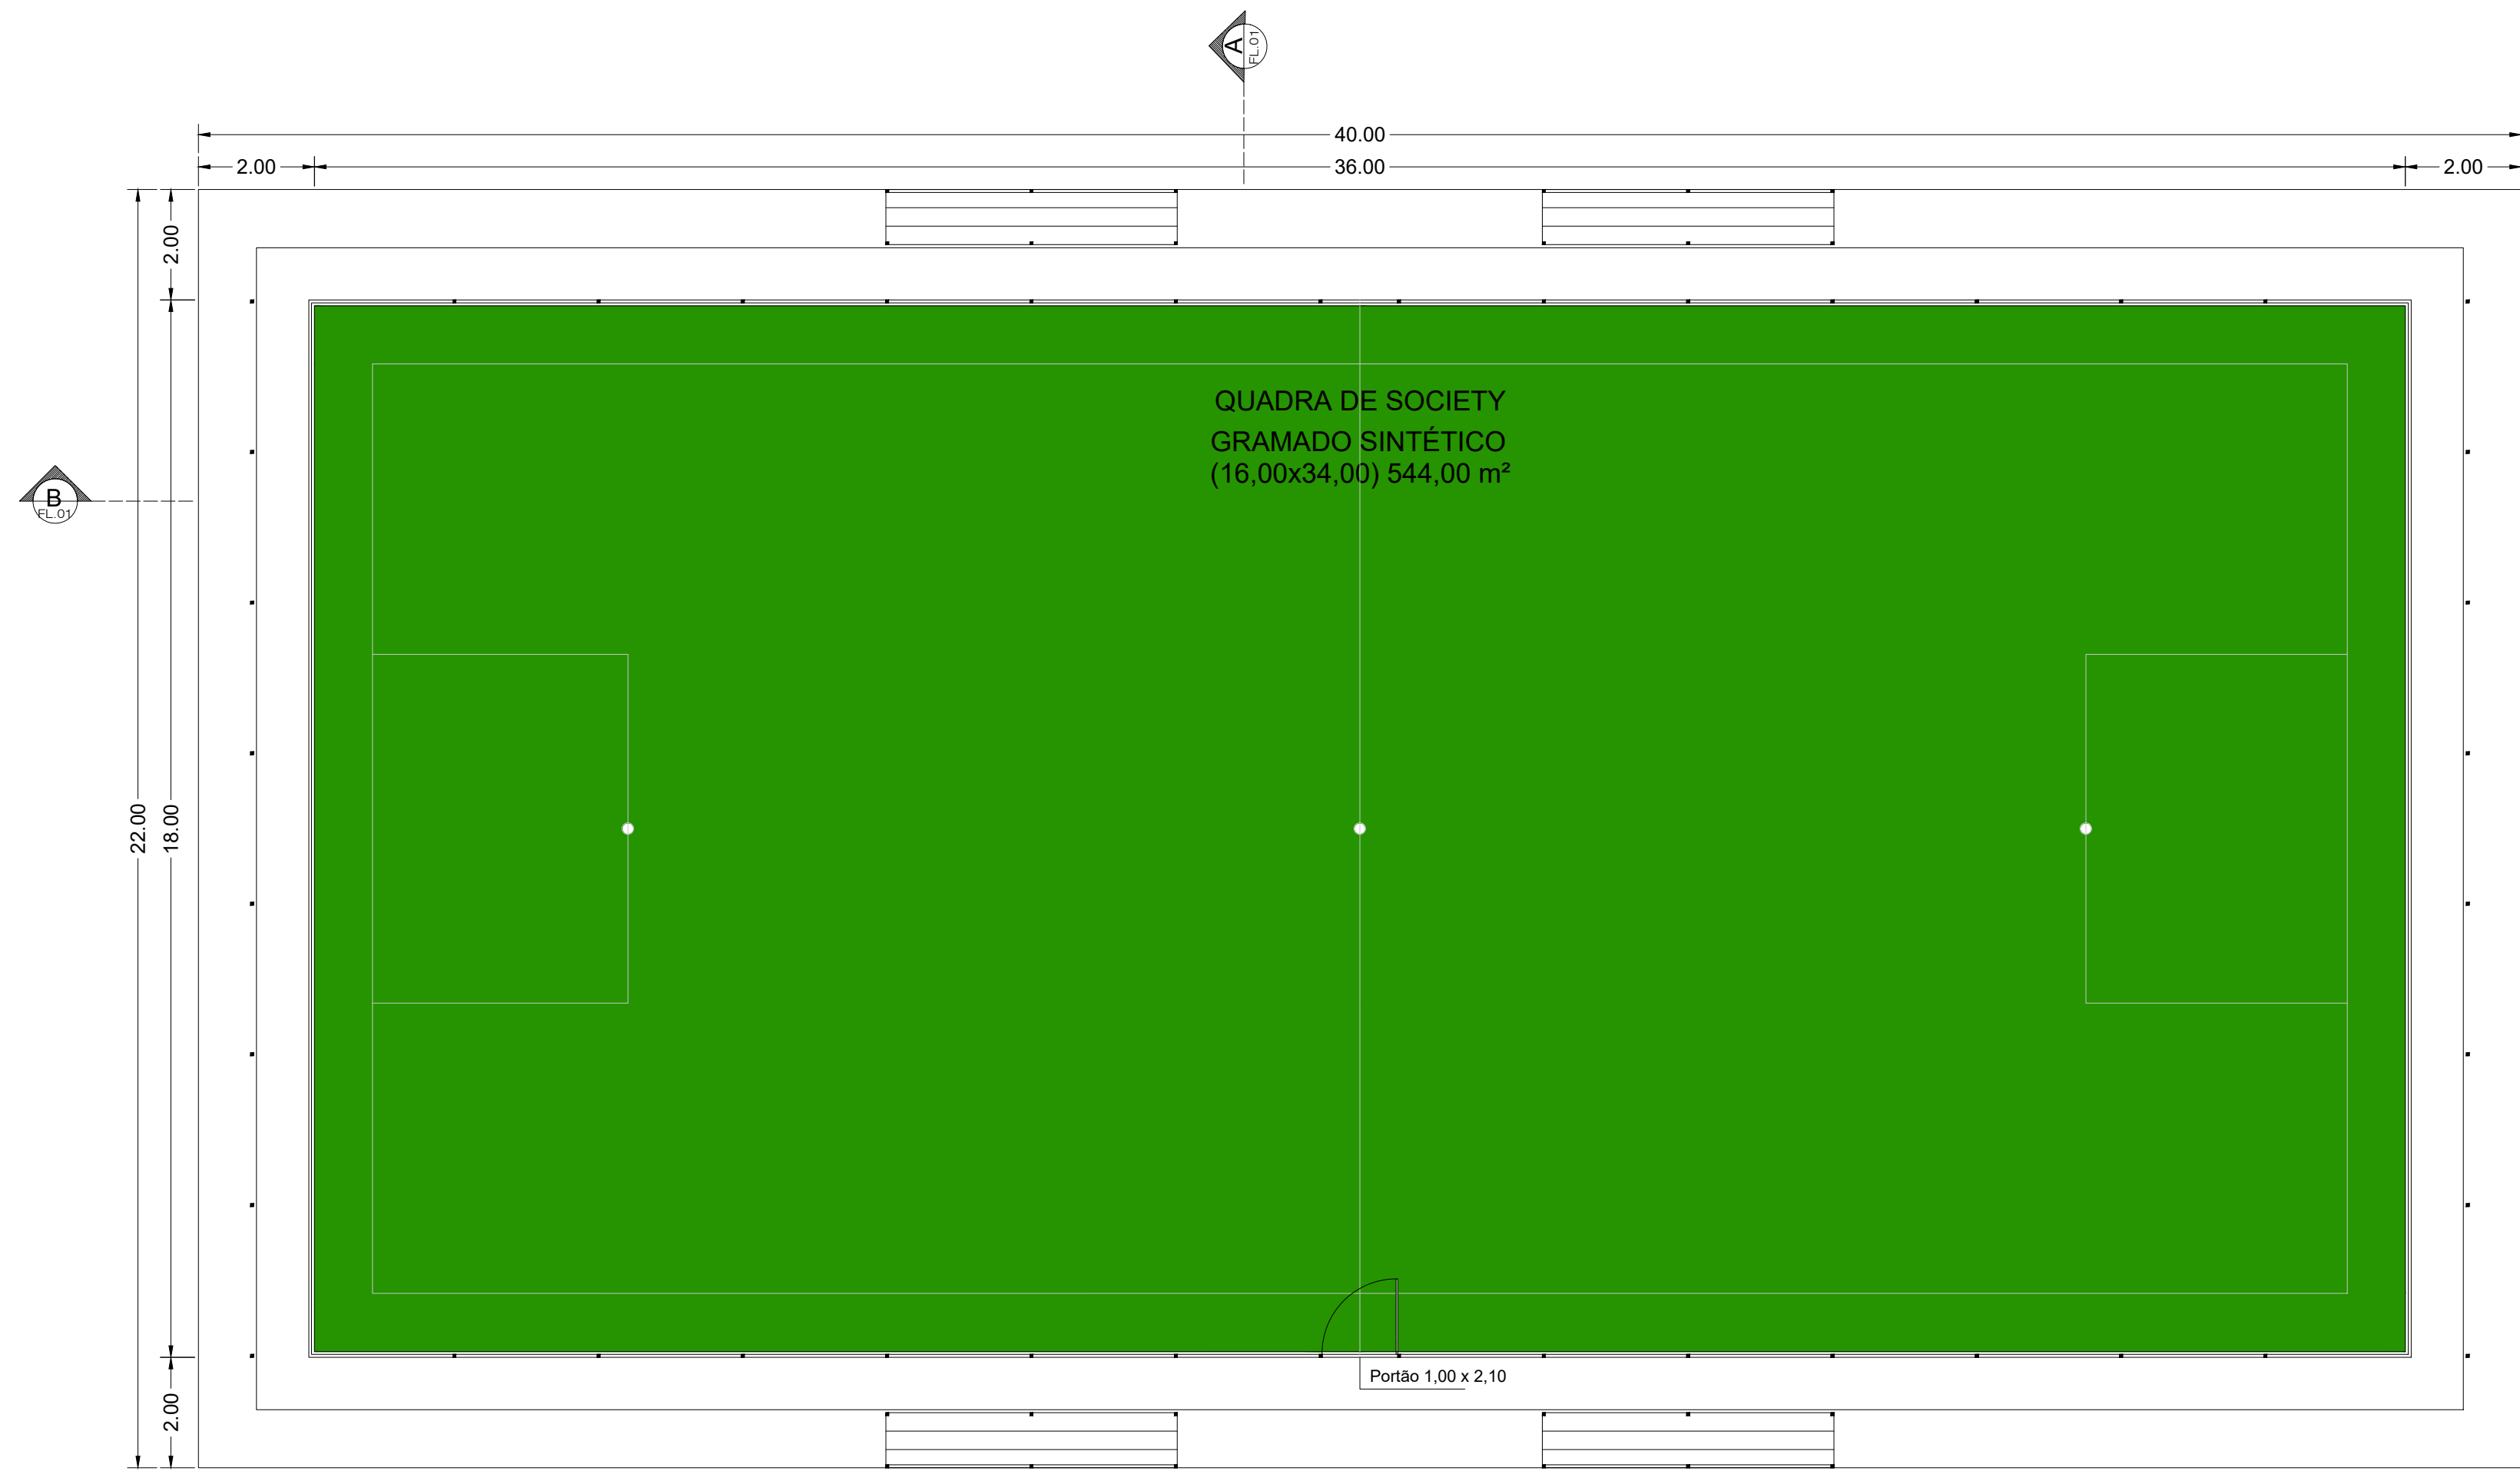 A
FL.01
40.00
2.00
36.00
2.00
2.00
QUADRA DE SOCIETY
GRAMADO SINTÉTICO
(16,00x34,00) 544,00 m²
B
FL.01
22.00
18.00
Portão 1,00 x 2,10
2.00